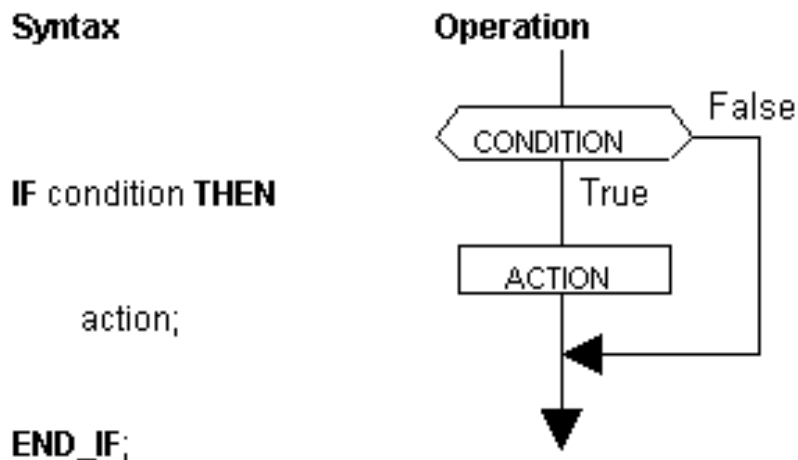 Syntax
Operation
False
CONDITION
IF condition THEN
True
ACTION
action;
END_IF;